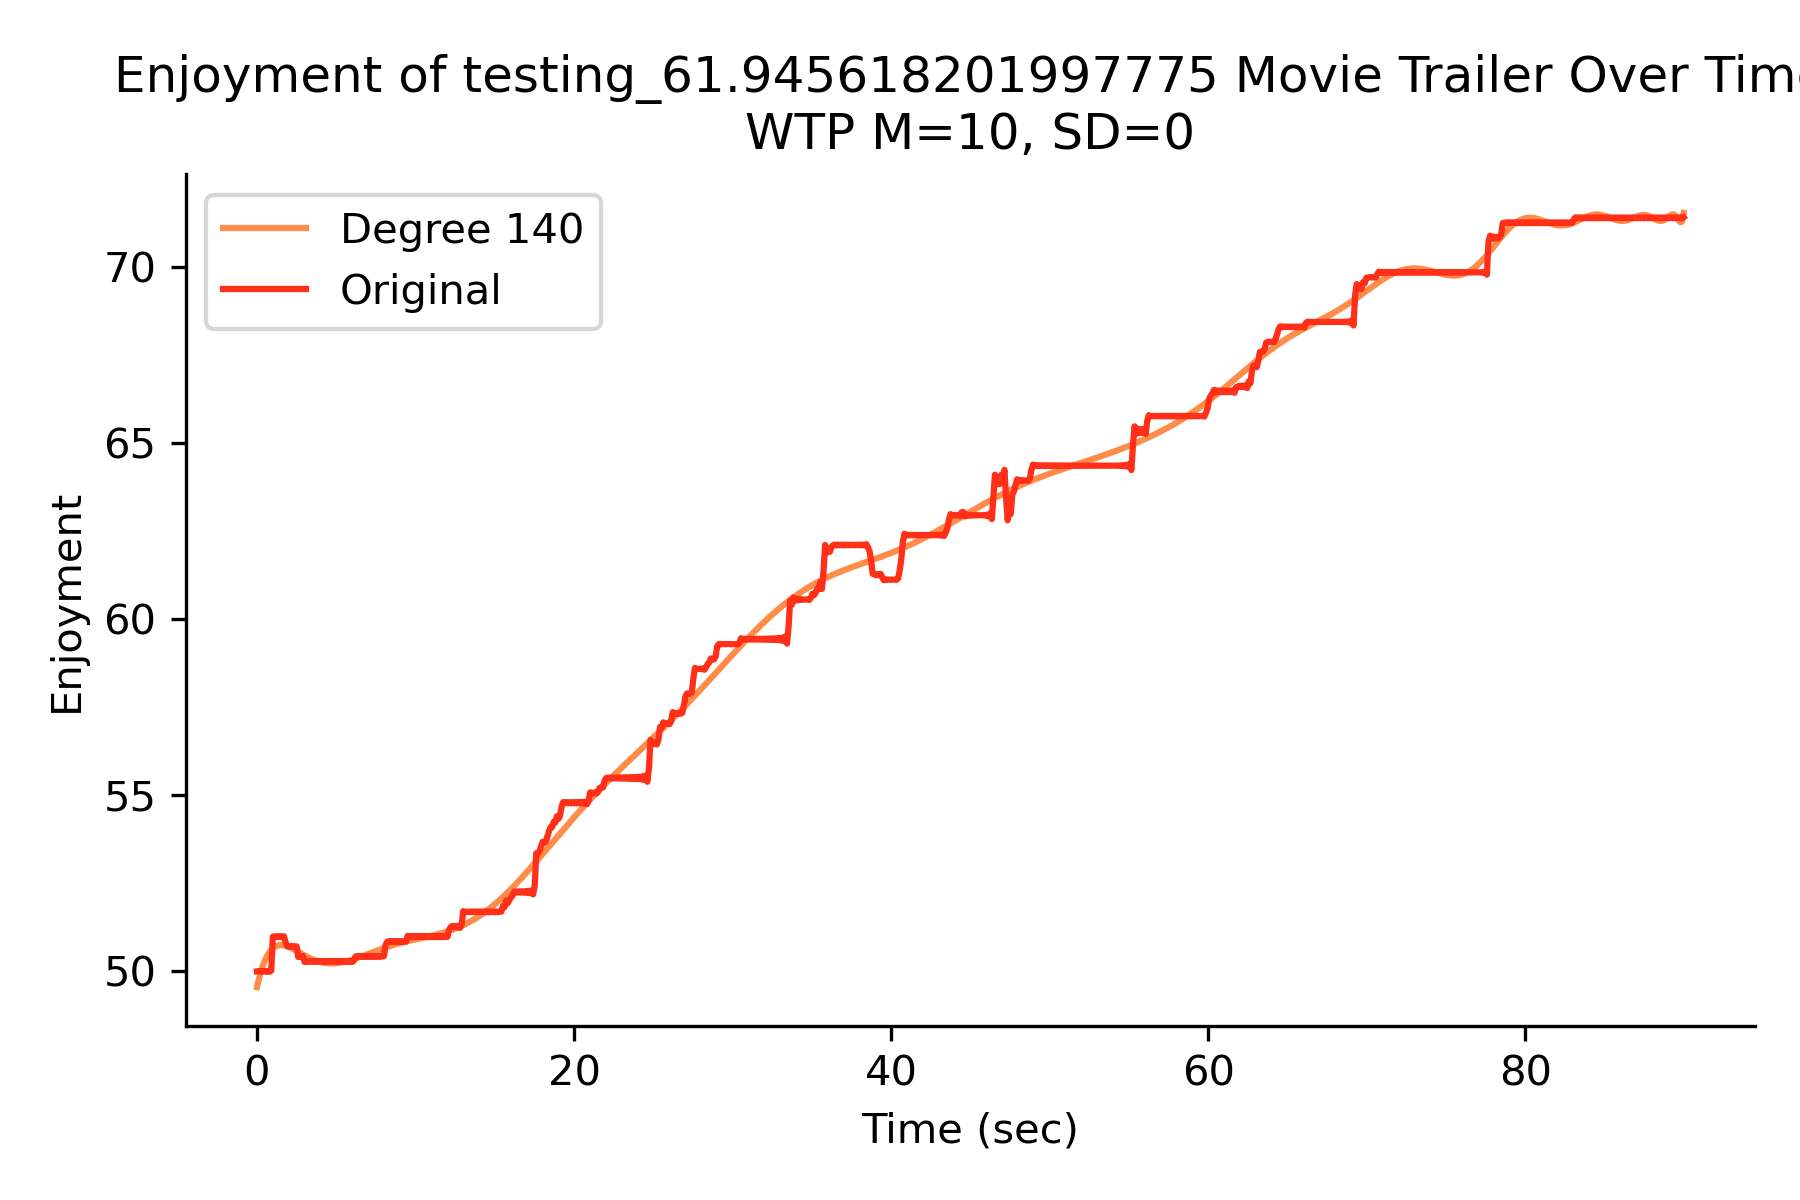 Enjoyment of testing_61.945618201997775 Movie Trailer Over Time
WTP M=10, SD=0
Degree 140
Original
70
65
60
55
50
Enjoyment
0 20 40 60 80
Time (sec)